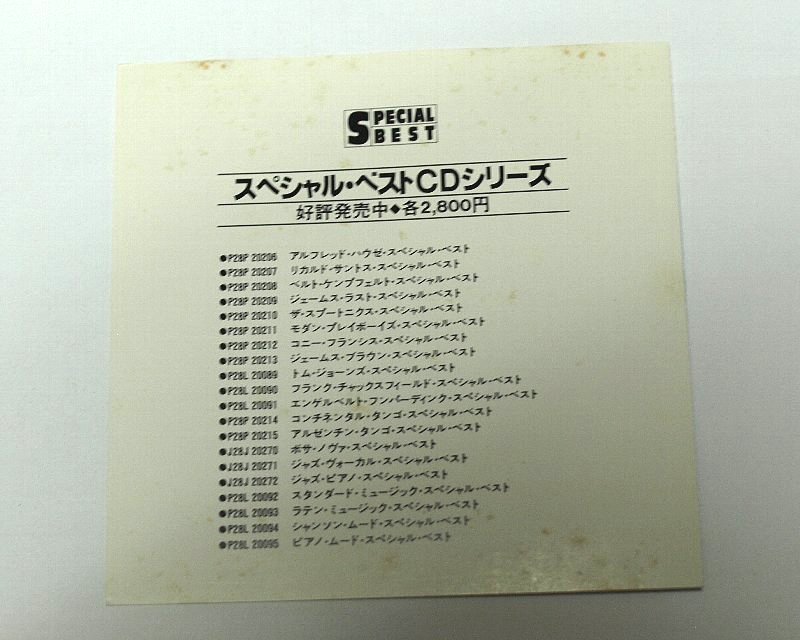 SPECIAL
BEST
スペシャル・ベストCDシリーズ
好評発売中◆各2,800円
●P28P 20206 アルフレッド・ハウゼ・スペシャル・ベスト
●P28P 20207 リカルド・サントス・スペシャル・ベスト
●P28P 20208 ベルト・ケンプフェルト・スペシャル・ベスト
●P28P 20209 ジェームス・ラスト・スペシャル・ベスト
●P28P 20210 ザ・スプートニクス・スペシャル・ベスト
●P28P 20211 モダン・プレイボーイズ・スペシャル・ベスト
●P28P 20212 コニー・フランシス・スペシャル・ベスト
●P28P 20213 ジェームス・ブラウン・スペシャル・ベスト
●P28L 20089 トム・ジョーンズ・スペシャル・ベスト
●P28L 20090 フランク・チャックスフィールド・スペシャル・ベスト
●P28L 20091 エンゲルベルト・フンパーディンク・スペシャル・ベスト
●P28P 20214 コンチネンタル・タンゴ・スペシャル・ベスト
●P28P 20215 アルゼンチン・タンゴ・スペシャル・ベスト
●J28J 20270 ボサ・ノヴァ・スペシャル・ベスト
●J28J 20271 ジャズ・ヴォーカル・スペシャル・ベスト
●J28J 20272 ジャズ・ピアノ・スペシャル・ベスト
●P28L 20092 スタンダード・ミュージック・スペシャル・ベスト
●P28L 20093 ラテン・ミュージック・スペシャル・ベスト
●P28L 20094 シャンソン・ムード・スペシャル・ベスト
●P28L 20095 ピアノ・ムード・スペシャル・ベスト